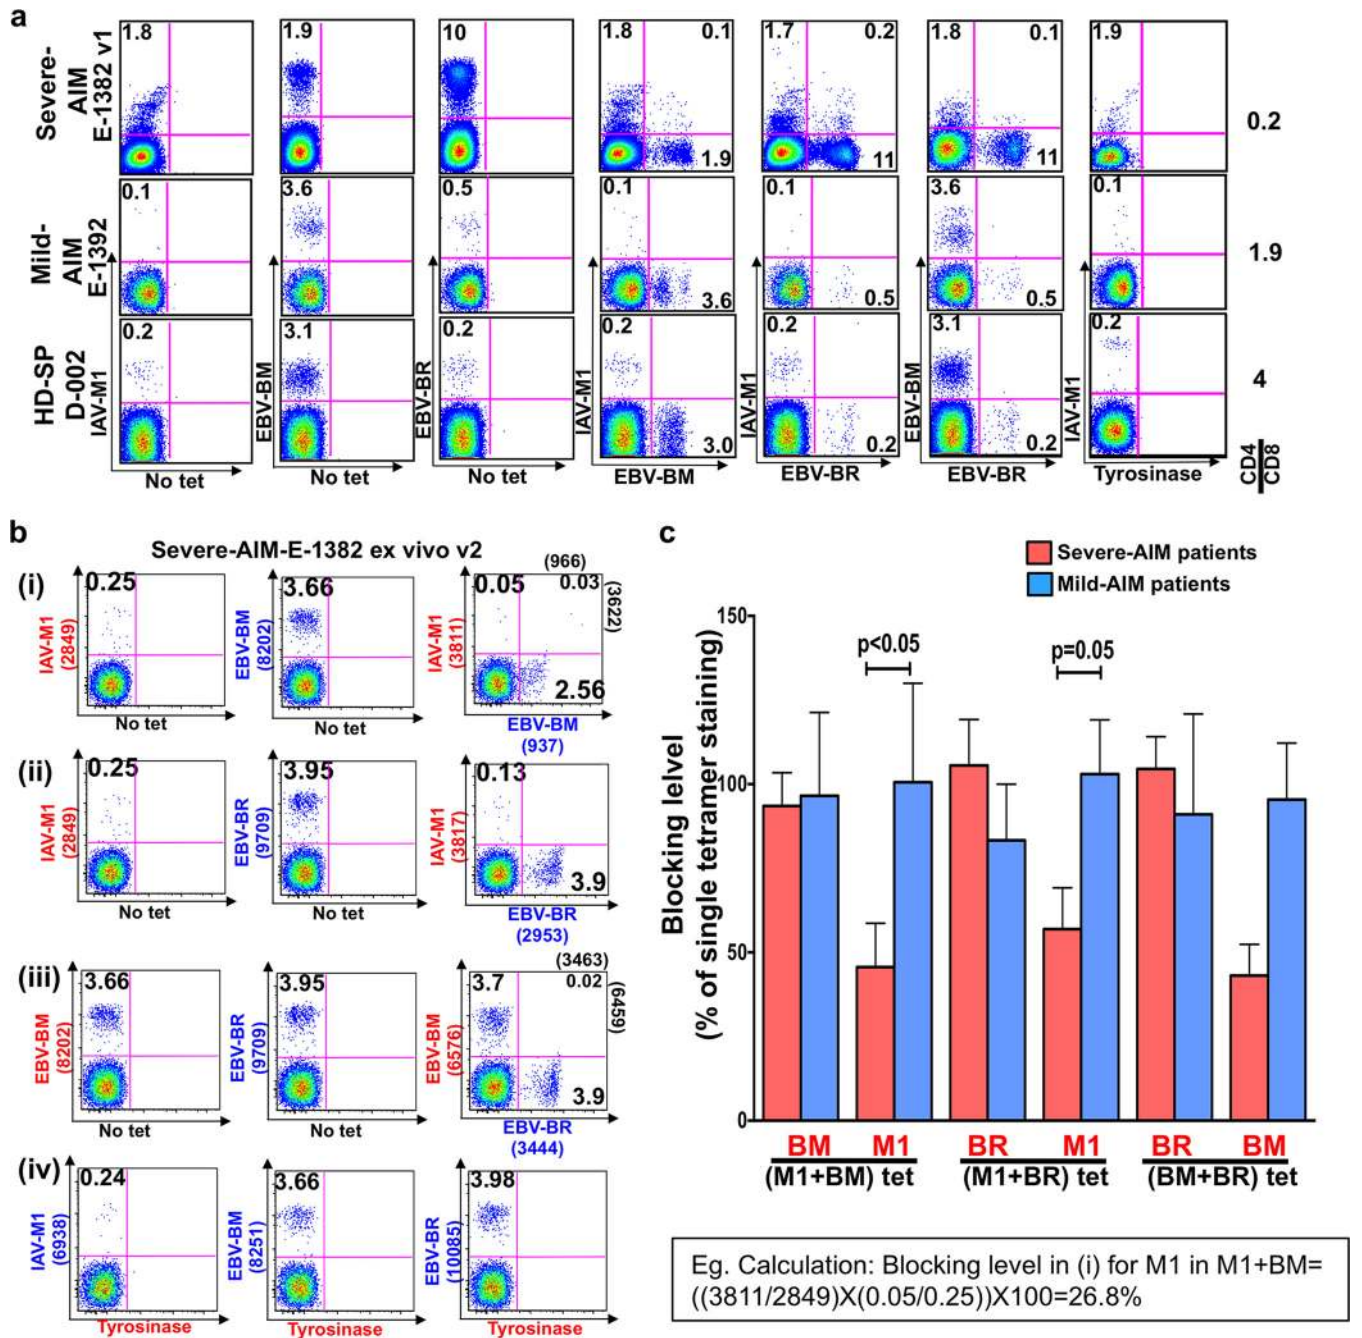 a
Severe-AIM E-1382 v1
1.8
1.9
10
1.8 0.1
1.9
1.7 0.2
11
1.8 0.1
11
1.9
0.2
Mild-AIM E-1392
0.1
3.6
0.5
0.1
3.6
0.1
0.5
3.6
0.5
0.1
1.9
HD-SP D-002
0.2
3.1
0.2
0.2
3.0
0.2
0.2
3.1
0.2
0.2
4
IAV-M1
EBV-BM
EBV-BR
IAV-M1
IAV-M1
EBV-BM
IAV-M1
No tet
No tet
No tet
EBV-BM
EBV-BR
EBV-BR
Tyrosinase
CD4
CD8
b
Severe-AIM-E-1382 ex vivo v2
(i)
0.25
IAV-M1
(2849)
No tet
3.66
EBV-BM
(8202)
No tet
(966)
0.05 0.03
(3622)
IAV-M1
(3811)
2.56
EBV-BM
(937)
(ii)
0.25
IAV-M1
(2849)
No tet
3.95
EBV-BR
(9709)
No tet
0.13
IAV-M1
(3817)
3.9
EBV-BR
(2953)
(iii)
3.66
EBV-BM
(8202)
No tet
3.95
EBV-BR
(9709)
No tet
(3463)
3.7 0.02
(6459)
EBV-BM
(6576)
3.9
EBV-BR
(3444)
(iv)
0.24
IAV-M1
(6938)
Tyrosinase
3.66
EBV-BM
(8251)
Tyrosinase
3.98
EBV-BR
(10085)
Tyrosinase
c
Severe-AIM patients
Mild-AIM patients
Blocking level
(% of single tetramer staining)
150
100
50
0
p<0.05
p=0.05
BM M1 BR M1 BR BM
(M1+BM) tet (M1+BR) tet (BM+BR) tet
Eg. Calculation: Blocking level in (i) for M1 in M1+BM=
((3811/2849)X(0.05/0.25))X100=26.8%